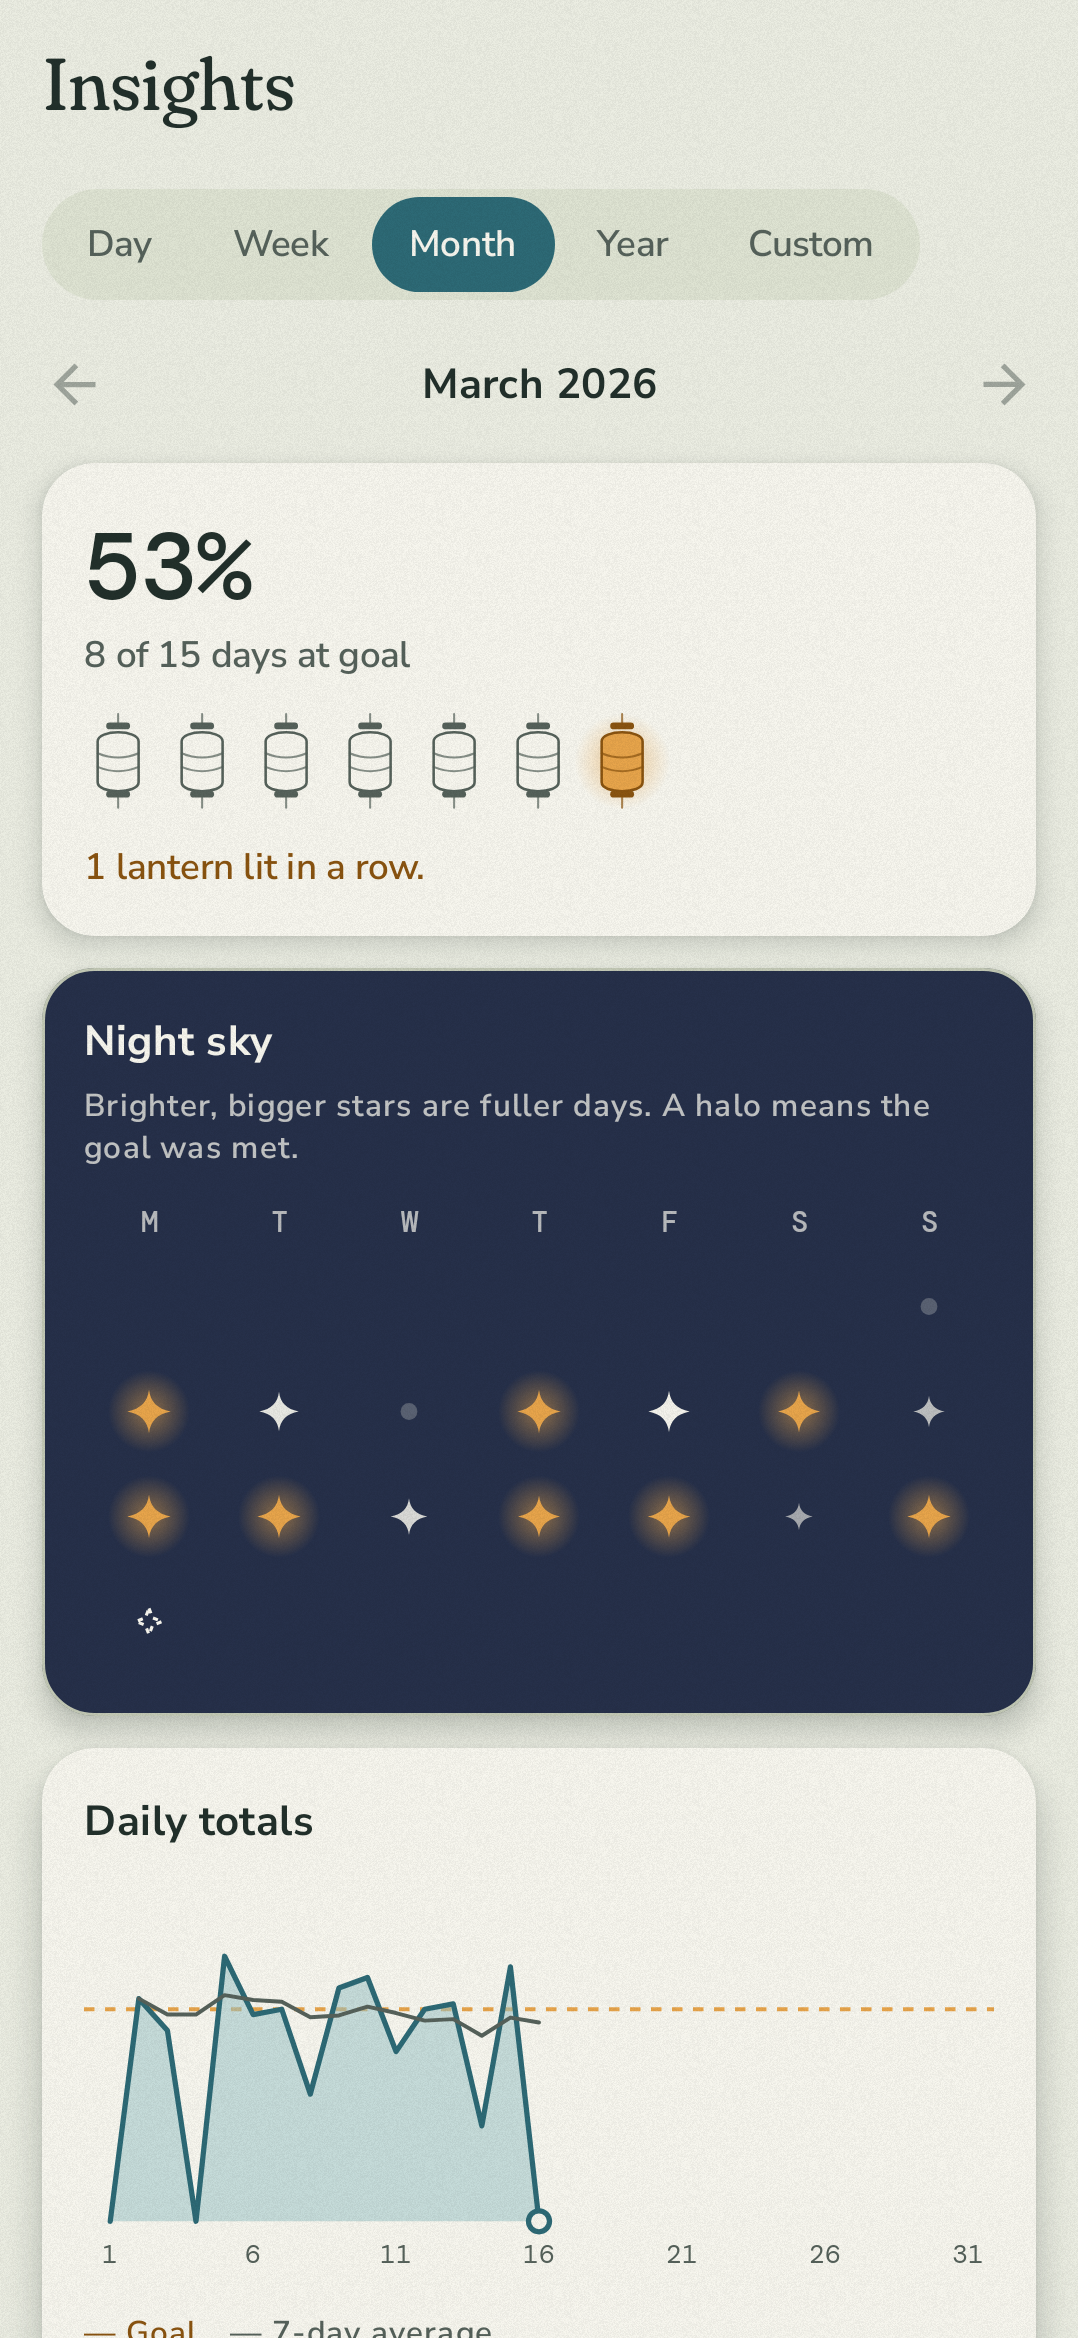 Insights
Day Week Month Year Custom
March 2026
53%
8 of 15 days at goal
1 lantern lit in a row.
Night sky
Brighter, bigger stars are fuller days. A halo means the
goal was met.
M T W T F S S
Daily totals
1 6 11 16 21 26 31
Goal 7-day average